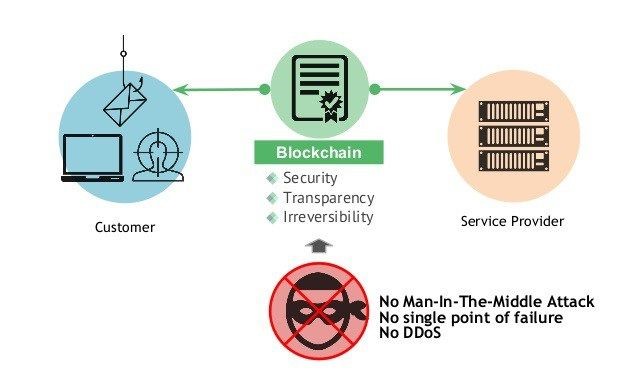 Blockchain
Security
Transparency
Irreversibility
Customer
Service Provider
No Man-In-The-Middle Attack
No single point of failure
No DDoS